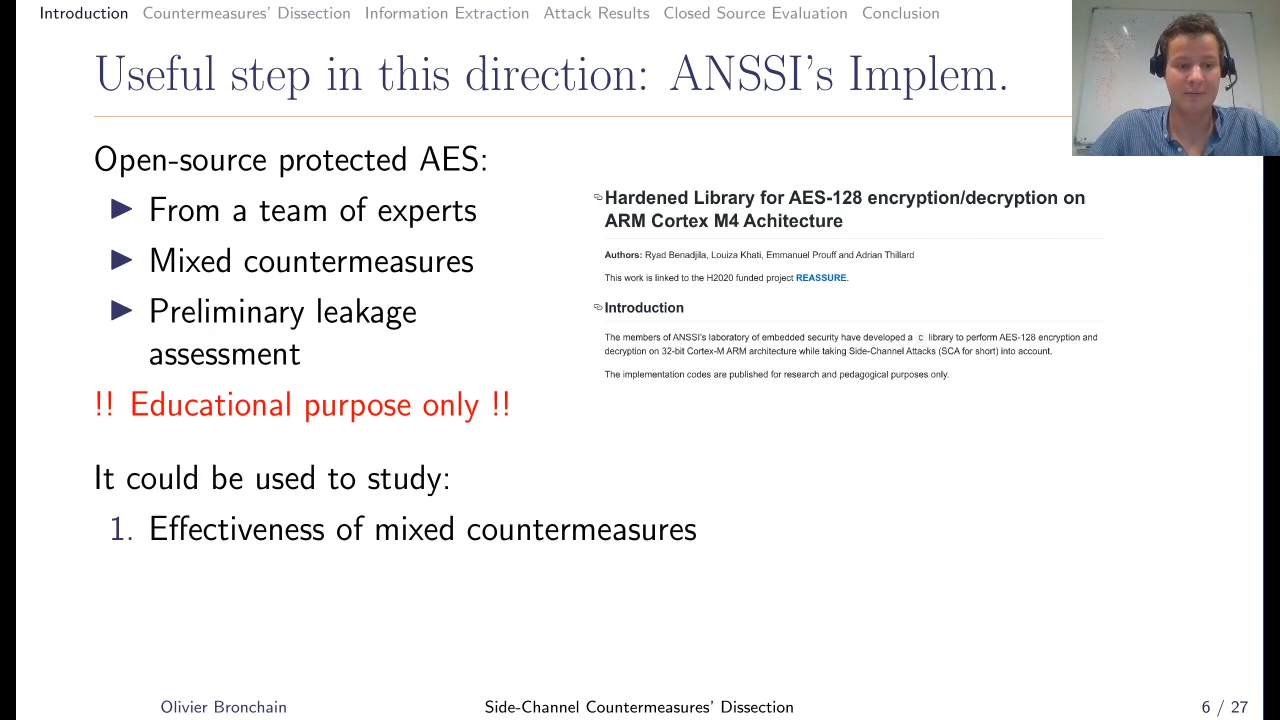 Introduction Countermeasures' Dissection Information Extraction Attack Results Closed Source Evaluation Conclusion
Useful step in this direction: ANSSI's Implem.
Open-source protected AES:
▶ From a team of experts
▶ Mixed countermeasures
▶ Preliminary leakage
assessment
!! Educational purpose only !!
Hardened Library for AES-128 encryption/decryption on
ARM Cortex M4 Achitecture
Authors: Ryad Benadjila, Louiza Khati, Emmanuel Prouff and Adrian Thillard
This work is linked to the H2020 funded project REASSURE.
Introduction
The members of ANSSI's laboratory of embedded security have developed a C library to perform AES-128 encryption and
decryption on 32-bit Cortex-M ARM architecture while taking Side-Channel Attacks (SCA for short) into account.
The implementation codes are published for research and pedagogical purposes only.
It could be used to study:
1. Effectiveness of mixed countermeasures
Olivier Bronchain Side-Channel Countermeasures' Dissection 6 / 27